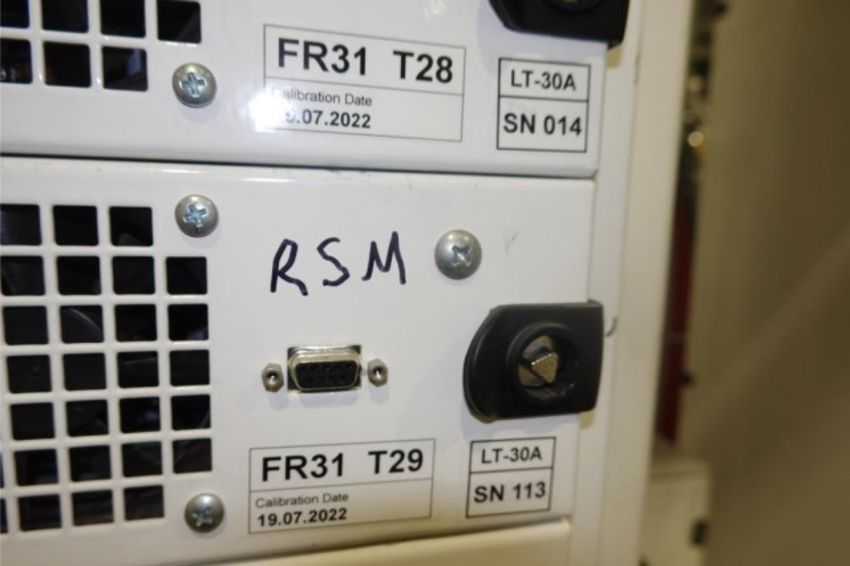 FR31 T28
Calibration Date
19.07.2022
LT-30A
SN 014
RSM
FR31 T29
Calibration Date
19.07.2022
LT-30A
SN 113